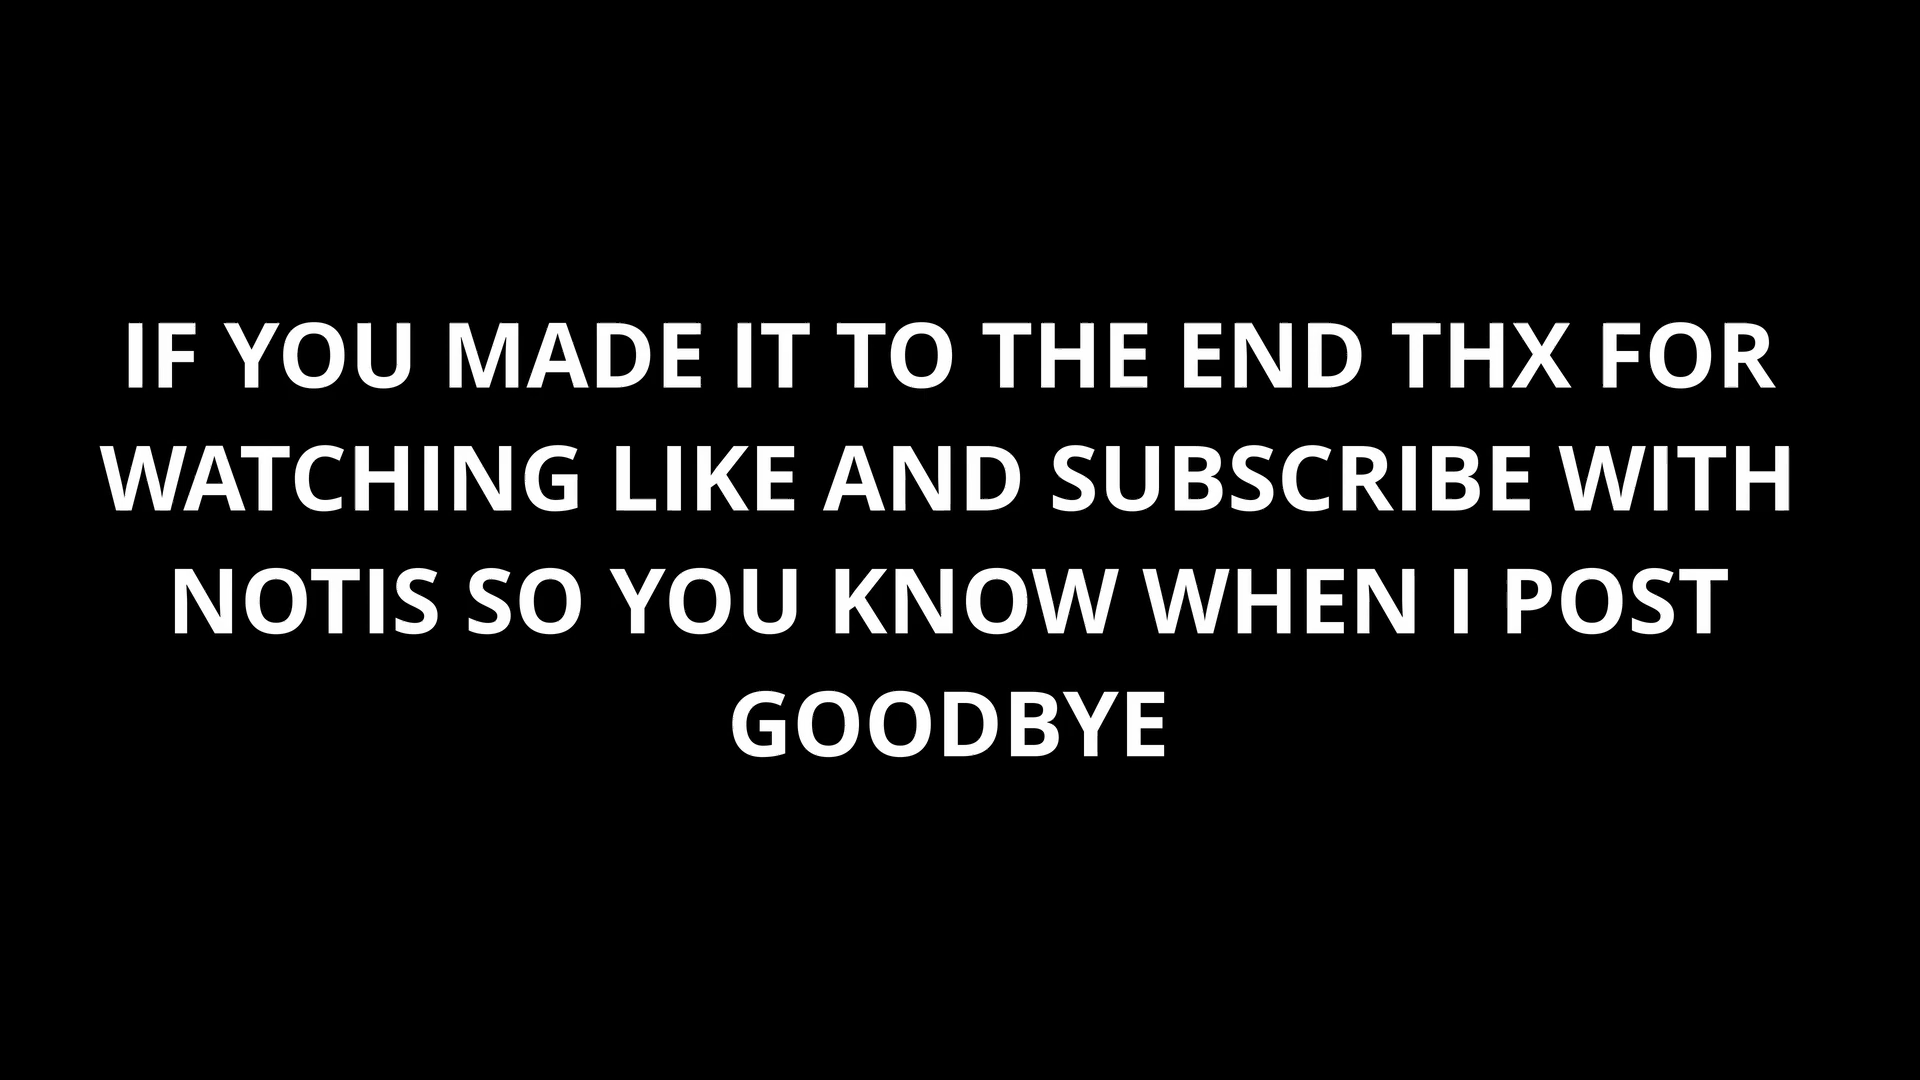 IF YOU MADE IT TO THE END THX FOR
WATCHING LIKE AND SUBSCRIBE WITH
NOTIS SO YOU KNOW WHEN I POST
GOODBYE